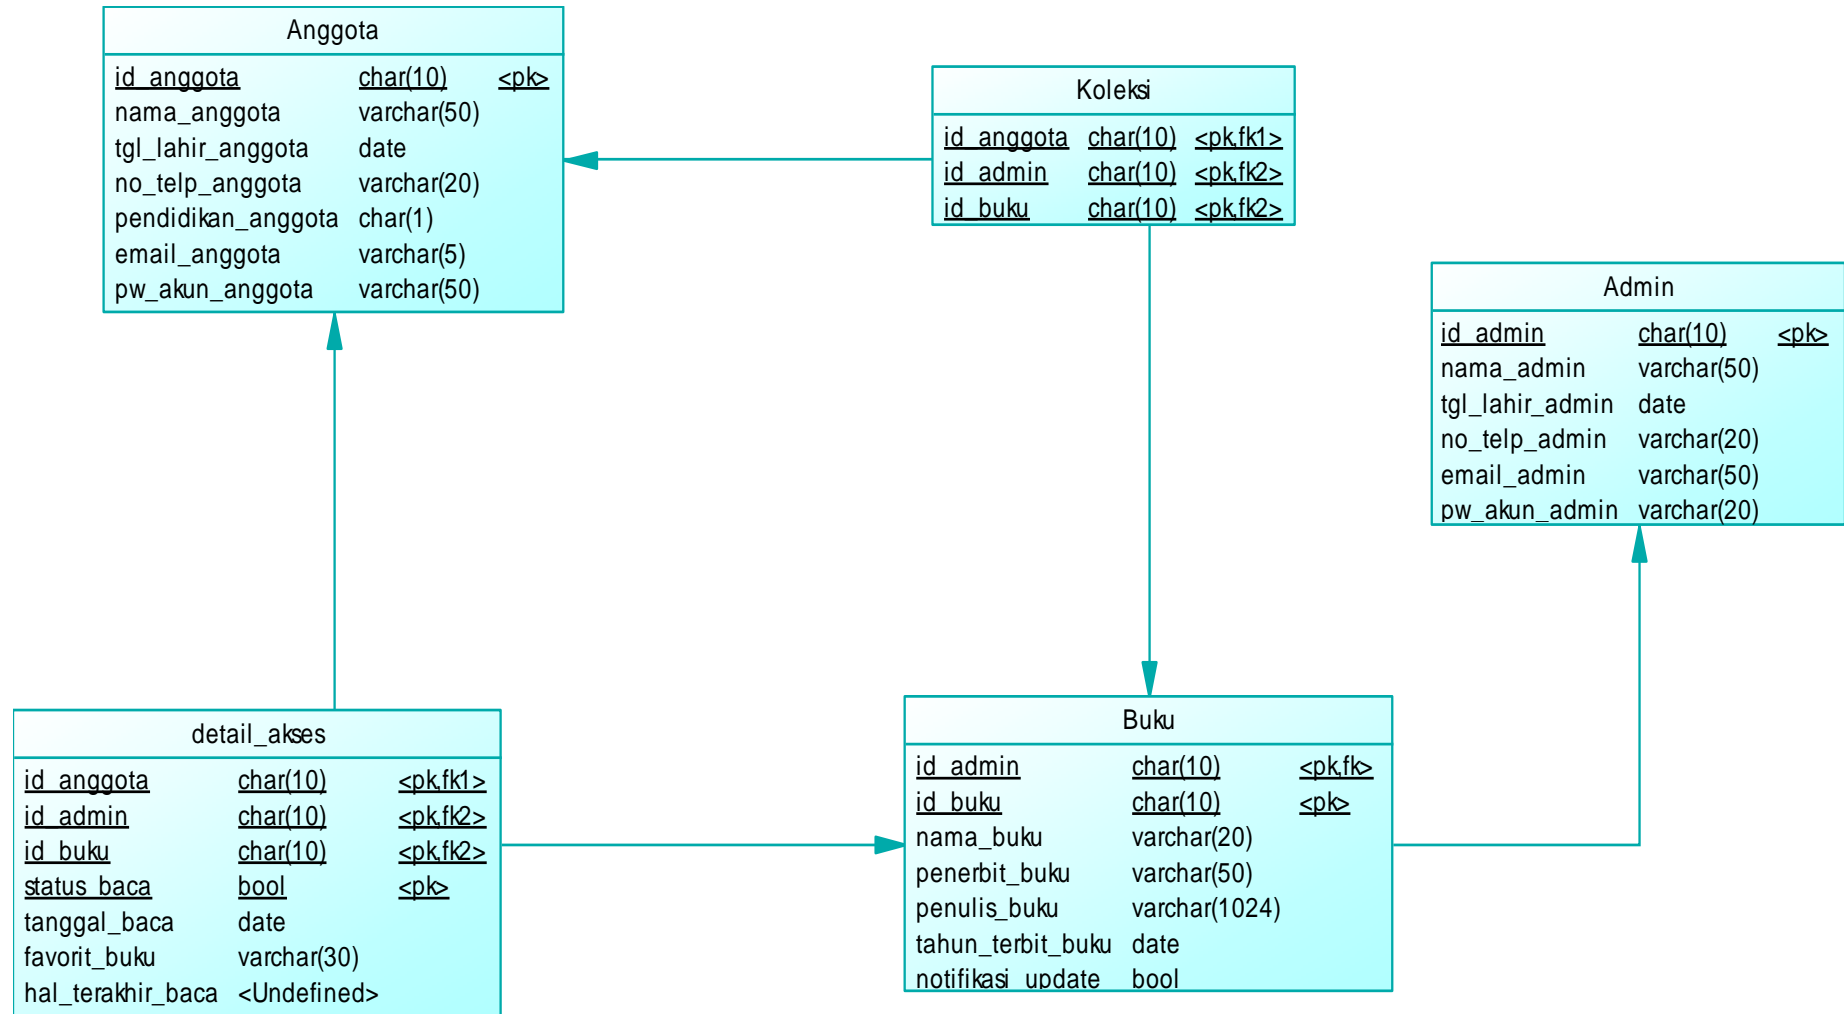 Anggota
id_anggota char(10) <pk>
nama_anggota varchar(50)
tgl_lahir_anggota date
no_telp_anggota varchar(20)
pendidikan_anggota char(1)
email_anggota varchar(5)
pw_akun_anggota varchar(50)
Koleksi
id_anggota char(10) <pk,fk1>
id_admin char(10) <pk,fk2>
id_buku char(10) <pk,fk2>
Admin
id_admin char(10) <pk>
nama_admin varchar(50)
tgl_lahir_admin date
no_telp_admin varchar(20)
email_admin varchar(50)
pw_akun_admin varchar(20)
detail_akses
id_anggota char(10) <pk,fk1>
id_admin char(10) <pk,fk2>
id_buku char(10) <pk,fk2>
status_baca bool <pk>
tanggal_baca date
favorit_buku varchar(30)
hal_terakhir_baca <Undefined>
Buku
id_admin char(10) <pk,fk>
id_buku char(10) <pk>
nama_buku varchar(20)
penerbit_buku varchar(50)
penulis_buku varchar(1024)
tahun_terbit_buku date
notifikasi_update bool